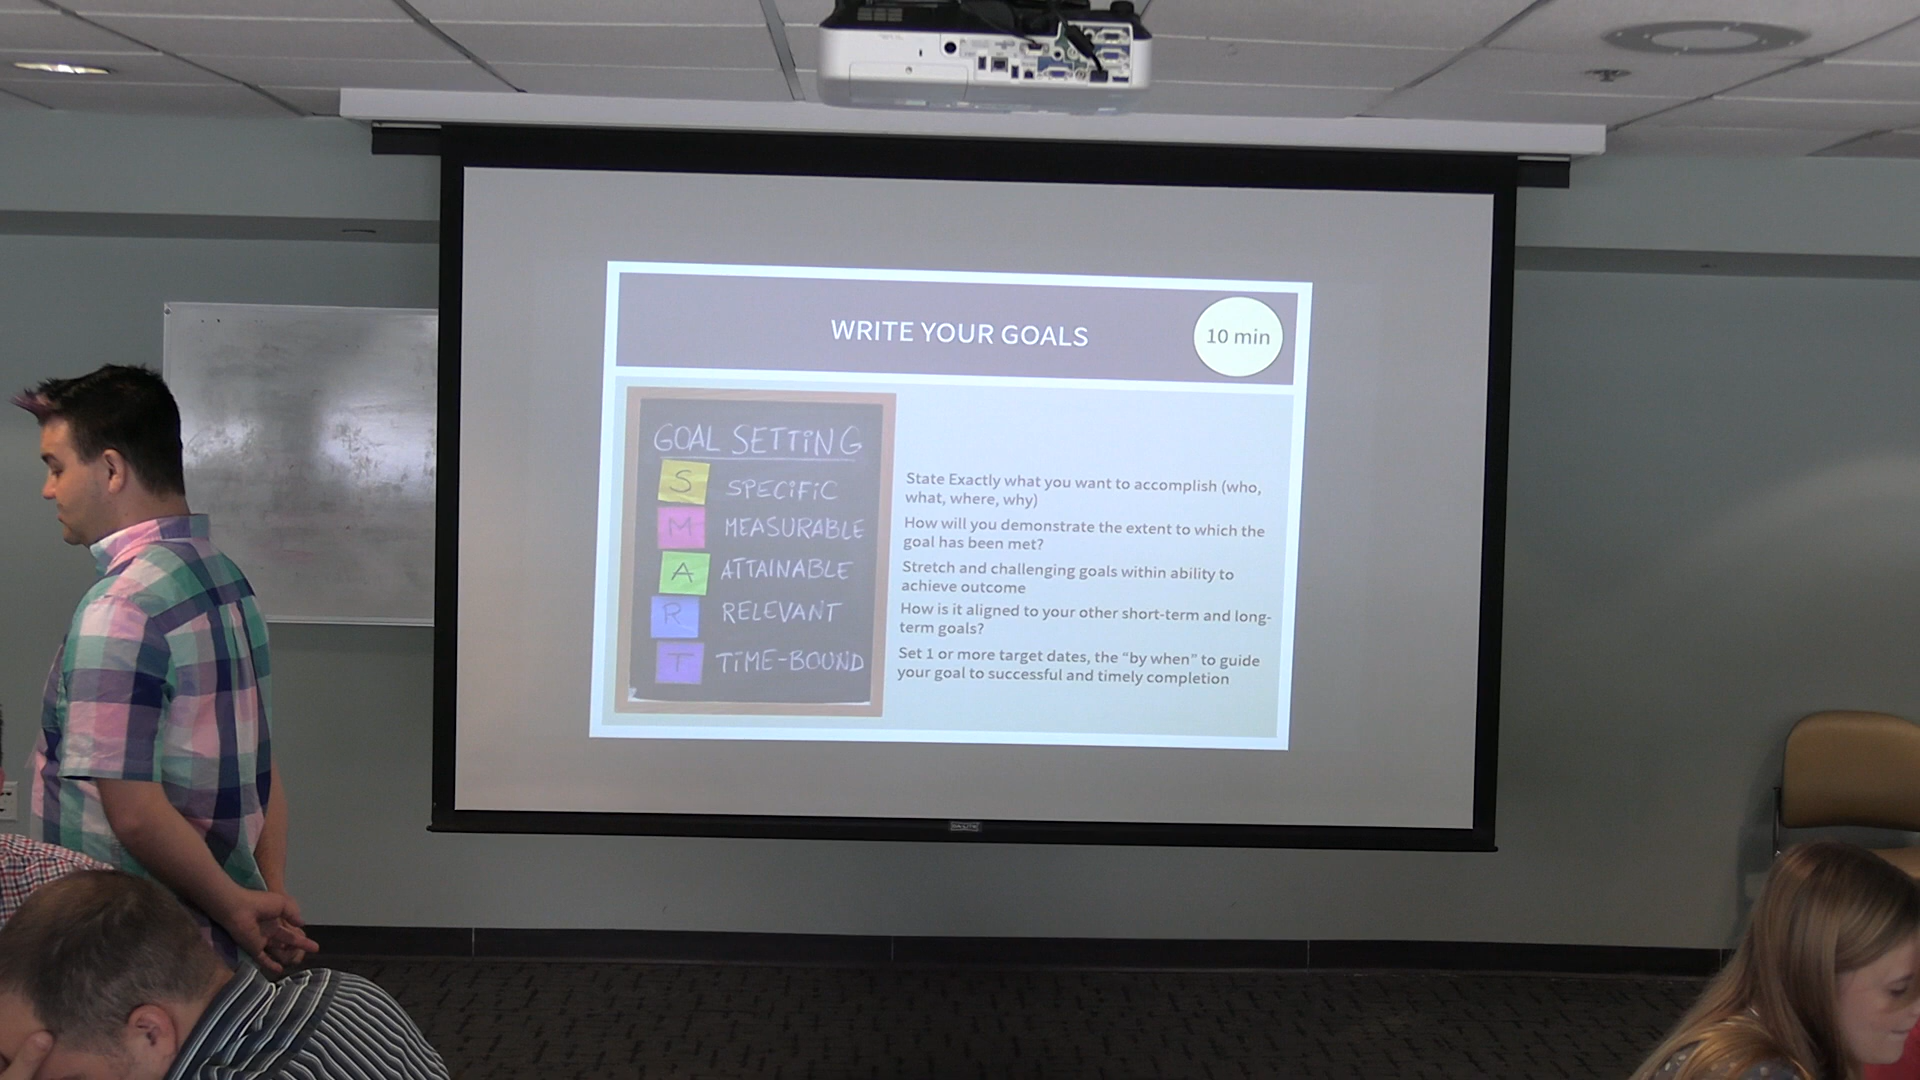 WRITE YOUR GOALS
10 min
GOAL SETTING
S SPECIFIC
M MEASURABLE
A ATTAINABLE
R RELEVANT
T TIME-BOUND
State Exactly what you want to accomplish (who,
what, where, why)
How will you demonstrate the extent to which the
goal has been met?
Stretch and challenging goals within ability to
achieve outcome
How is it aligned to your other short-term and long-
term goals?
Set 1 or more target dates, the “by when” to guide
your goal to successful and timely completion
DA-LITE